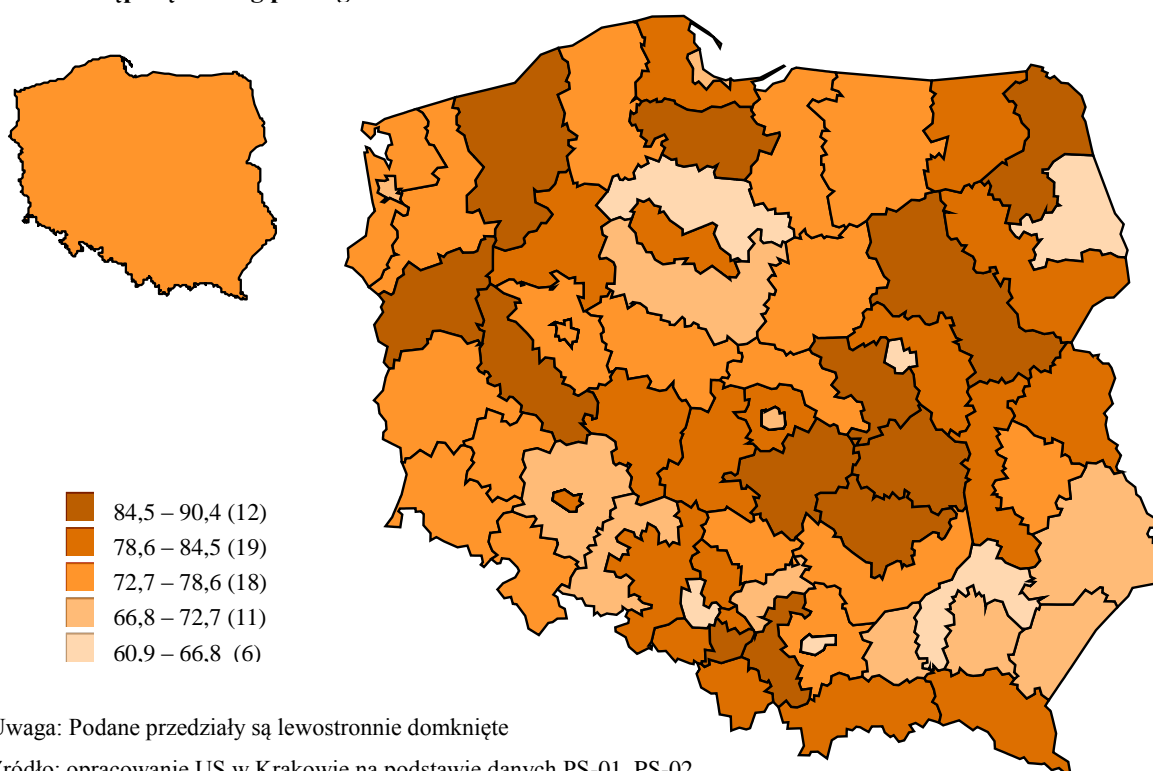 84,5 – 90,4 (12)
78,6 – 84,5 (19)
72,7 – 78,6 (18)
66,8 – 72,7 (11)
60,9 – 66,8 (6)
Uwaga: Podane przedziały są lewostronnie domknięte
Źródło: opracowanie US w Krakowie na podstawie danych PS-01, PS-02